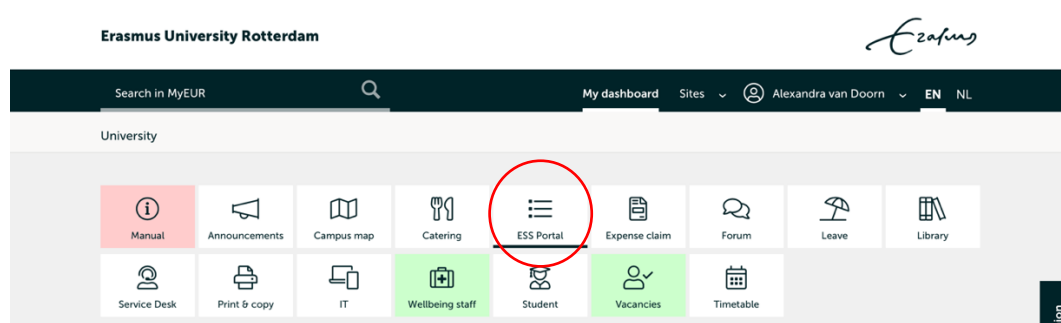 Erasmus University Rotterdam
Erasmus
Search in MyEUR My dashboard Sites Alexandra van Doorn EN NL
University
Manual Announcements Campus map Catering ESS Portal Expense claim Forum Leave Library
Service Desk Print & copy IT Wellbeing staff Student Vacancies Timetable